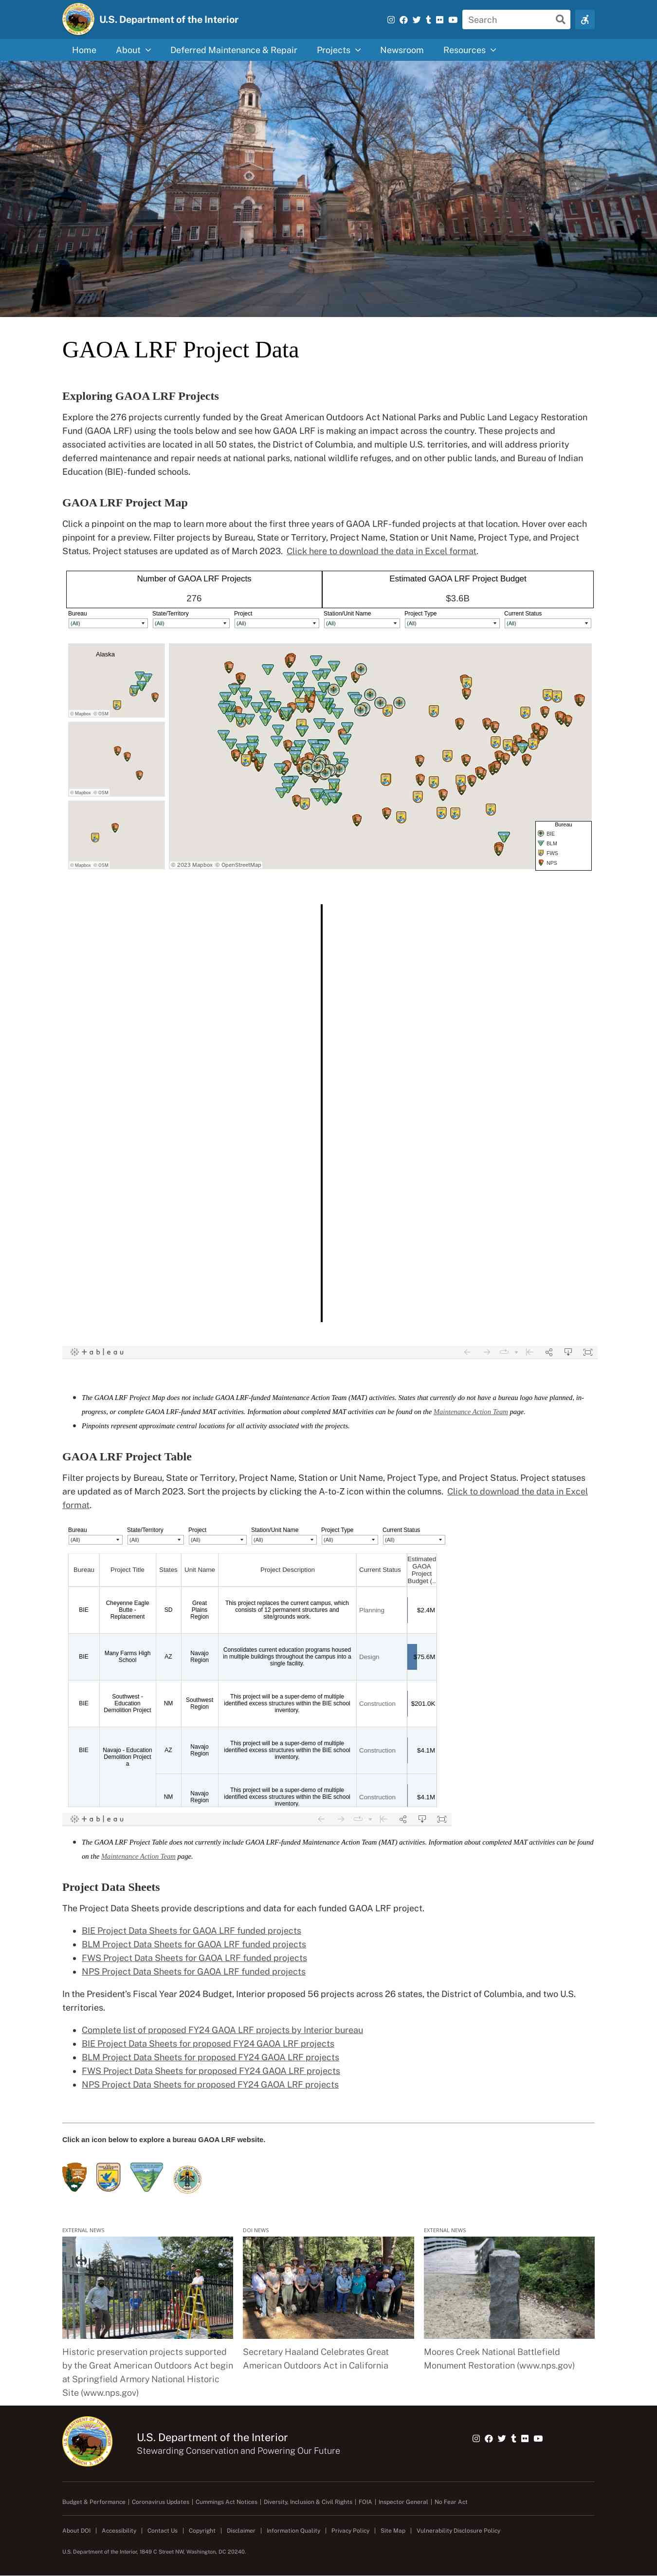 U.S. Department of the Interior
Search
Home About Deferred Maintenance & Repair Projects Newsroom Resources
GAOA LRF Project Data
Exploring GAOA LRF Projects
Explore the 276 projects currently funded by the Great American Outdoors Act National Parks and Public Land Legacy Restoration
Fund (GAOA LRF) using the tools below and see how GAOA LRF is making an impact across the country. These projects and
associated activities are located in all 50 states, the District of Columbia, and multiple U.S. territories, and will address priority
deferred maintenance and repair needs at national parks, national wildlife refuges, and on other public lands, and Bureau of Indian
Education (BIE)-funded schools.
GAOA LRF Project Map
Click a pinpoint on the map to learn more about the first three years of GAOA LRF-funded projects at that location. Hover over each
pinpoint for a preview. Filter projects by Bureau, State or Territory, Project Name, Station or Unit Name, Project Type, and Project
Status. Project statuses are updated as of March 2023. Click here to download the data in Excel format.
Number of GAOA LRF Projects
276
Estimated GAOA LRF Project Budget
$3.6B
Bureau State/Territory Project Station/Unit Name Project Type Current Status
(All) (All) (All) (All) (All) (All)
Alaska
© Mapbox © OSM
© Mapbox © OSM
© Mapbox © OSM
© 2023 Mapbox © OpenStreetMap
Bureau
BIE
BLM
FWS
NPS
+ a b l e a u
The GAOA LRF Project Map does not include GAOA LRF-funded Maintenance Action Team (MAT) activities. States that currently do not have a bureau logo have planned, in-
progress, or complete GAOA LRF-funded MAT activities. Information about completed MAT activities can be found on the Maintenance Action Team page.
Pinpoints represent approximate central locations for all activity associated with the projects.
GAOA LRF Project Table
Filter projects by Bureau, State or Territory, Project Name, Station or Unit Name, Project Type, and Project Status. Project statuses
are updated as of March 2023. Sort the projects by clicking the A-to-Z icon within the columns. Click to download the data in Excel
format.
Bureau State/Territory Project Station/Unit Name Project Type Current Status
(All) (All) (All) (All) (All) (All)
Bureau Project Title States Unit Name Project Description Current Status
Estimated
GAOA
Project
Budget (..
BIE
Cheyenne Eagle
Butte -
Replacement
SD
Great
Plains
Region
This project replaces the current campus, which
consists of 12 permanent structures and
site/grounds work.
Planning
$2.4M
BIE
Many Farms High
School
AZ
Navajo
Region
Consolidates current education programs housed
in multiple buildings throughout the campus into a
single facility.
Design
$75.6M
BIE
Southwest -
Education
Demolition Project
NM
Southwest
Region
This project will be a super-demo of multiple
identified excess structures within the BIE school
inventory.
Construction
$201.0K
BIE
Navajo - Education
Demolition Project
a
AZ
Navajo
Region
This project will be a super-demo of multiple
identified excess structures within the BIE school
inventory.
Construction
$4.1M
NM
Navajo
Region
This project will be a super-demo of multiple
identified excess structures within the BIE school
inventory.
Construction
$4.1M
+ a b l e a u
The GAOA LRF Project Table does not currently include GAOA LRF-funded Maintenance Action Team (MAT) activities. Information about completed MAT activities can be found
on the Maintenance Action Team page.
Project Data Sheets
The Project Data Sheets provide descriptions and data for each funded GAOA LRF project.
BIE Project Data Sheets for GAOA LRF funded projects
BLM Project Data Sheets for GAOA LRF funded projects
FWS Project Data Sheets for GAOA LRF funded projects
NPS Project Data Sheets for GAOA LRF funded projects
In the President's Fiscal Year 2024 Budget, Interior proposed 56 projects across 26 states, the District of Columbia, and two U.S.
territories.
Complete list of proposed FY24 GAOA LRF projects by Interior bureau
BIE Project Data Sheets for proposed FY24 GAOA LRF projects
BLM Project Data Sheets for proposed FY24 GAOA LRF projects
FWS Project Data Sheets for proposed FY24 GAOA LRF projects
NPS Project Data Sheets for proposed FY24 GAOA LRF projects
Click an icon below to explore a bureau GAOA LRF website.
EXTERNAL NEWS
Historic preservation projects supported
by the Great American Outdoors Act begin
at Springfield Armory National Historic
Site (www.nps.gov)
DOI NEWS
Secretary Haaland Celebrates Great
American Outdoors Act in California
EXTERNAL NEWS
Moores Creek National Battlefield
Monument Restoration (www.nps.gov)
U.S. Department of the Interior
Stewarding Conservation and Powering Our Future
Budget & Performance | Coronavirus Updates | Cummings Act Notices | Diversity, Inclusion & Civil Rights | FOIA | Inspector General | No Fear Act
About DOI | Accessibility | Contact Us | Copyright | Disclaimer | Information Quality | Privacy Policy | Site Map | Vulnerability Disclosure Policy
U.S. Department of the Interior, 1849 C Street NW, Washington, DC 20240.